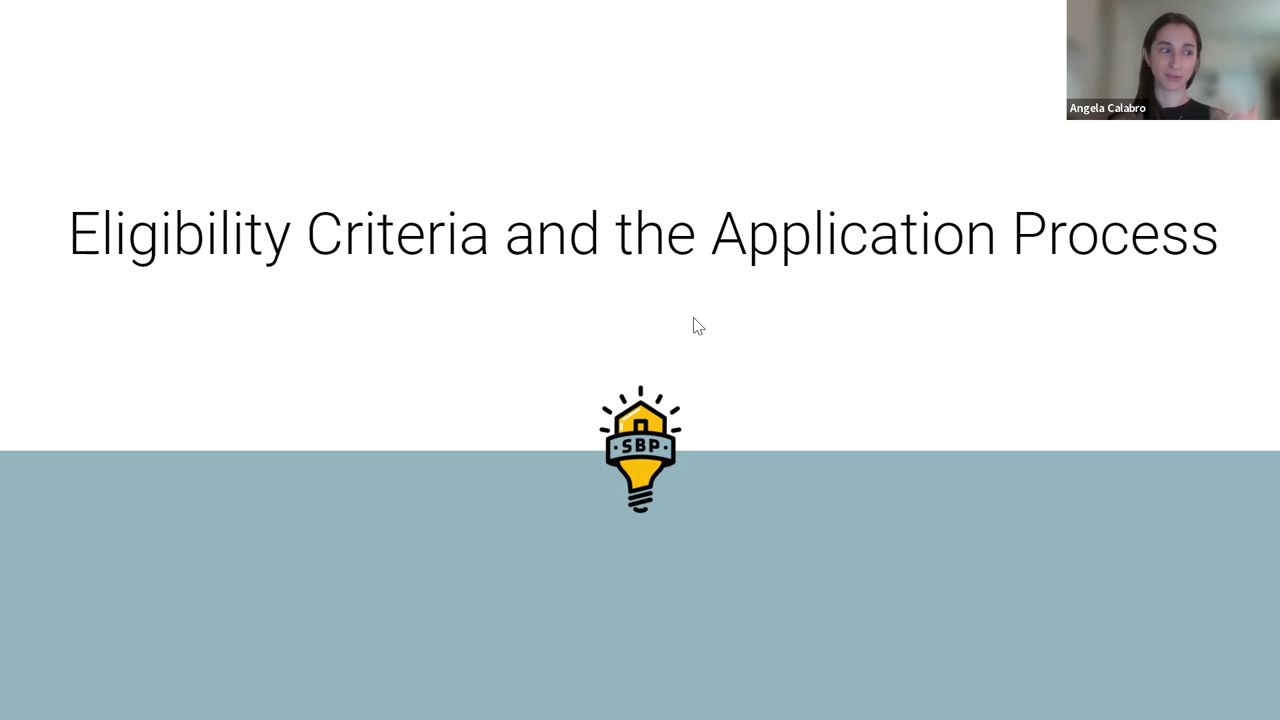 Angela Calabro
Eligibility Criteria and the Application Process
SBP